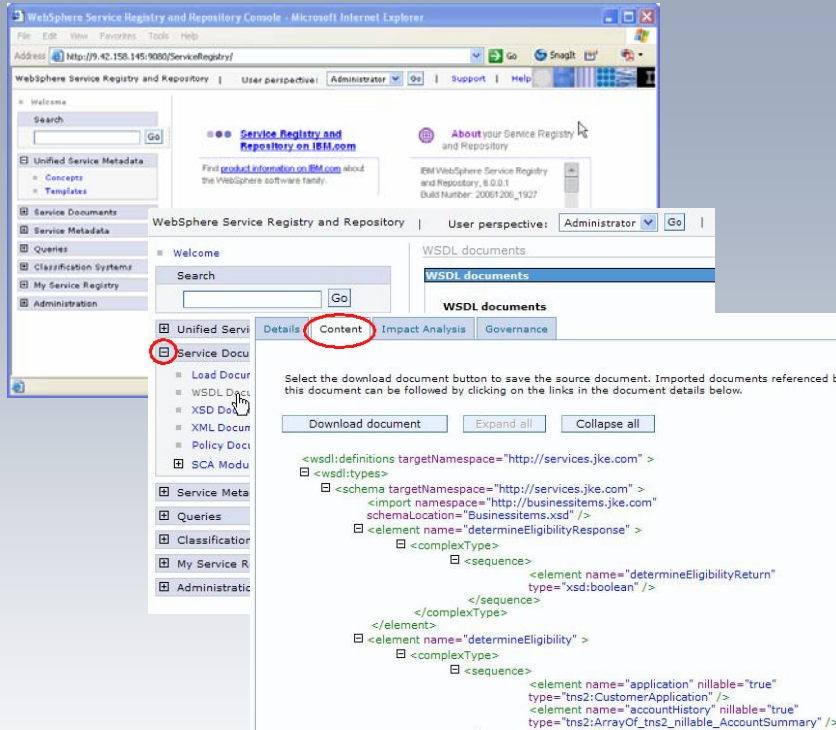 WebSphere Service Registry and Repository Console - Microsoft Internet Explorer
File Edit View Favorites Tools Help
Address http://9.42.158.145:9080/ServiceRegistry/ Go SnagIt
WebSphere Service Registry and Repository | User perspective: Administrator Go | Support | Help
Welcome
Search
Go
Unified Service Metadata
Concepts
Templates
Service Documents
Service Metadata
Queries
Classification Systems
My Service Registry
Administration
Service Registry and
Repository on IBM.com
Find product information on IBM.com about
the WebSphere software family.
About your Service Registry
and Repository
IBM WebSphere Service Registry
and Repository, 6.0.0.1
Build Number: 20061206_1927
WebSphere Service Registry and Repository | User perspective: Administrator Go |
Welcome
Search
Go
Unified Servi
Service Docu
Load Docum
WSDL Docu
XSD Do
XML Docum
Policy Docu
SCA Modu
Service Meta
Queries
Classification
My Service R
Administratio
WSDL documents
WSDL documents
WSDL documents
Details Content Impact Analysis Governance
Select the download document button to save the source document. Imported documents referenced b
this document can be followed by clicking on the links in the document details below.
Download document Expand all Collapse all
<wsdl:definitions targetNamespace="http://services.jke.com" >
<wsdl:types>
<schema targetNamespace="http://services.jke.com" >
<import namespace="http://businessitems.jke.com"
schemaLocation="Businessitems.xsd" />
<element name="determineEligibilityResponse" >
<complexType>
<sequence>
<element name="determineEligibilityReturn"
type="xsd:boolean" />
</sequence>
</complexType>
</element>
<element name="determineEligibility" >
<complexType>
<sequence>
<element name="application" nillable="true"
type="tns2:CustomerApplication" />
<element name="accountHistory" nillable="true"
type="tns2:ArrayOf_tns2_nillable_AccountSummary" />